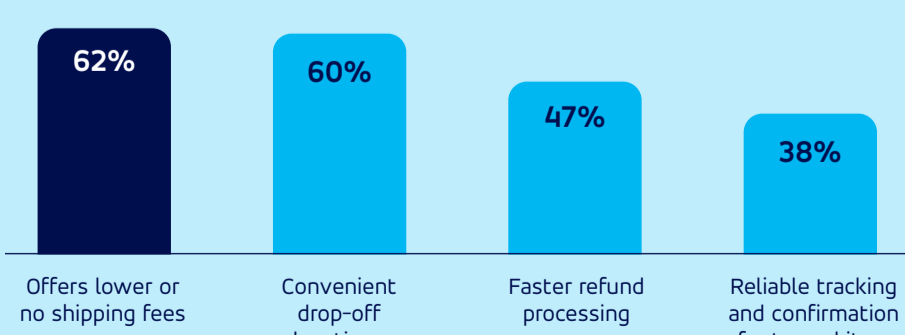 62%
60%
47%
38%
Offers lower or
no shipping fees
Convenient
drop-off
Faster refund
processing
Reliable tracking
and confirmation